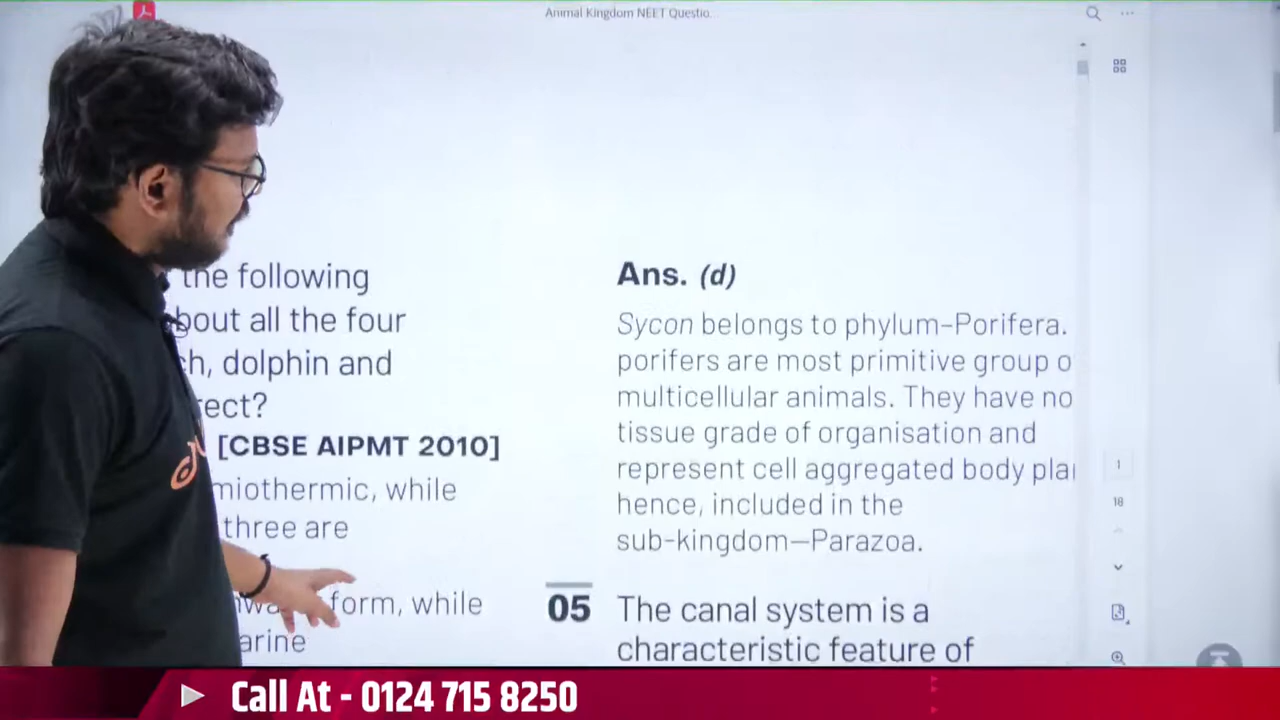 Animal Kingdom NEET Questio...
the following
bout all the four
ch, dolphin and
rect?
[CBSE AIPMT 2010]
miothermic, while
three are
form, while
arine
Ans. (d)
Sycon belongs to phylum–Porifera.
porifers are most primitive group o
multicellular animals. They have no
tissue grade of organisation and
represent cell aggregated body pla
hence, included in the
sub-kingdom—Parazoa.
05 The canal system is a
characteristic feature of
1
18
Call At - 0124 715 8250